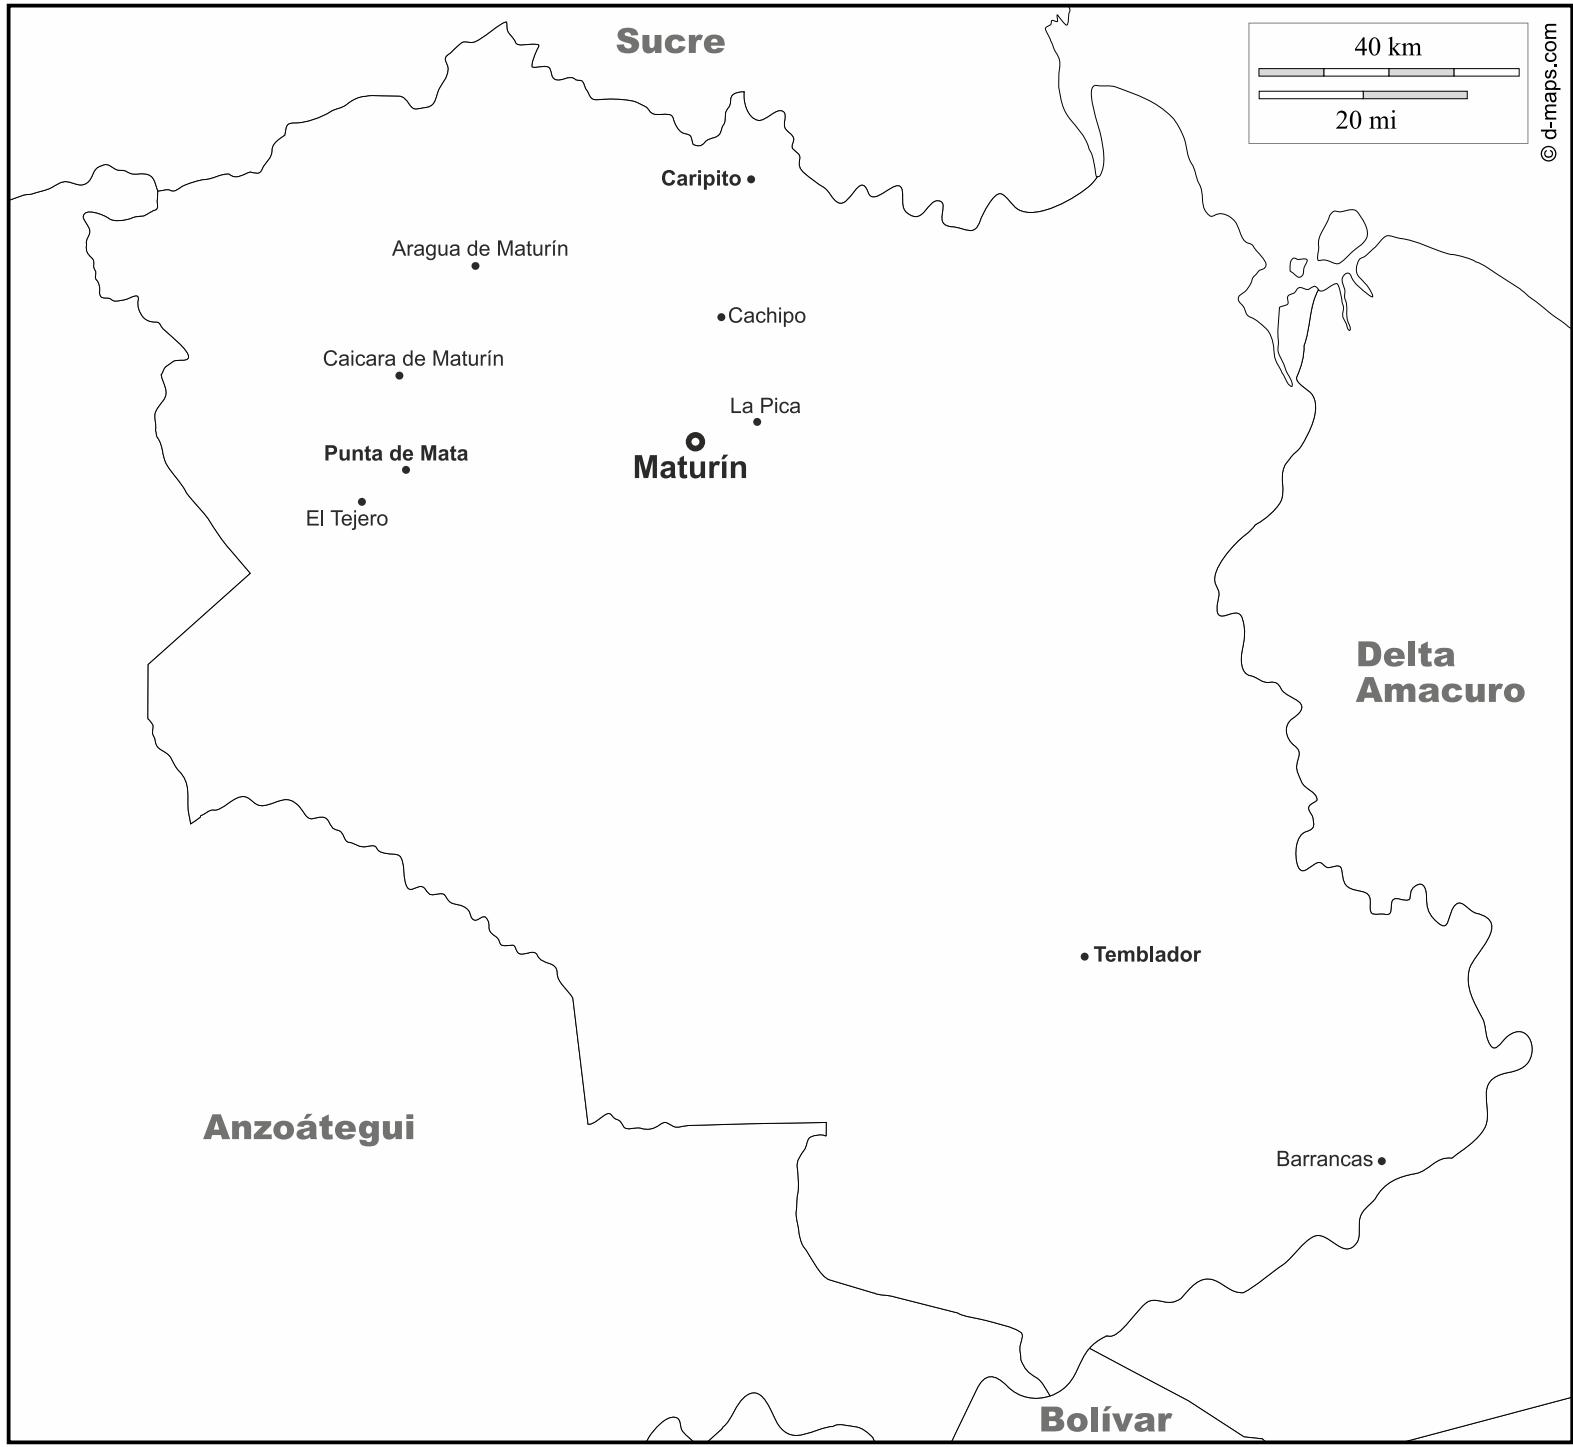 Sucre
40 km
20 mi
© d-maps.com
Caripito
Aragua de Maturín
Cachipo
Caicara de Maturín
La Pica
Maturín
Punta de Mata
El Tejero
Delta
Amacuro
Temblador
Anzoátegui
Barrancas
Bolívar